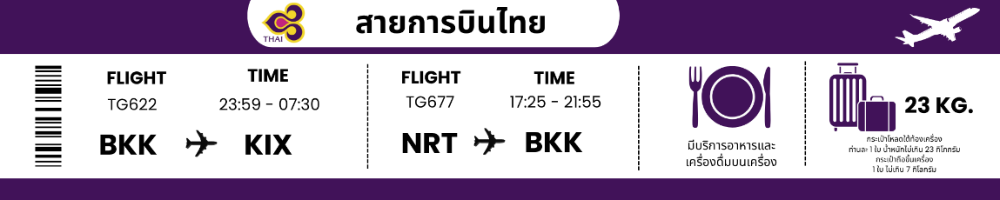 THAI
สายการบินไทย
FLIGHT
TIME
TG622
23:59 - 07:30
BKK
KIX
FLIGHT
TIME
TG677
17:25 - 21:55
NRT
BKK
มีบริการอาหารและ
เครื่องดื่มบนเครื่อง
23 KG.
กระเป๋าโหลดใต้ท้องเครื่อง
ท่านละ 1 ใบ น้ำหนักไม่เกิน 23 กิโกกรัม
กระเป๋าถือขึ้นเครื่อง
1 ใบ ไม่เกิน 7 กิโลกรัม